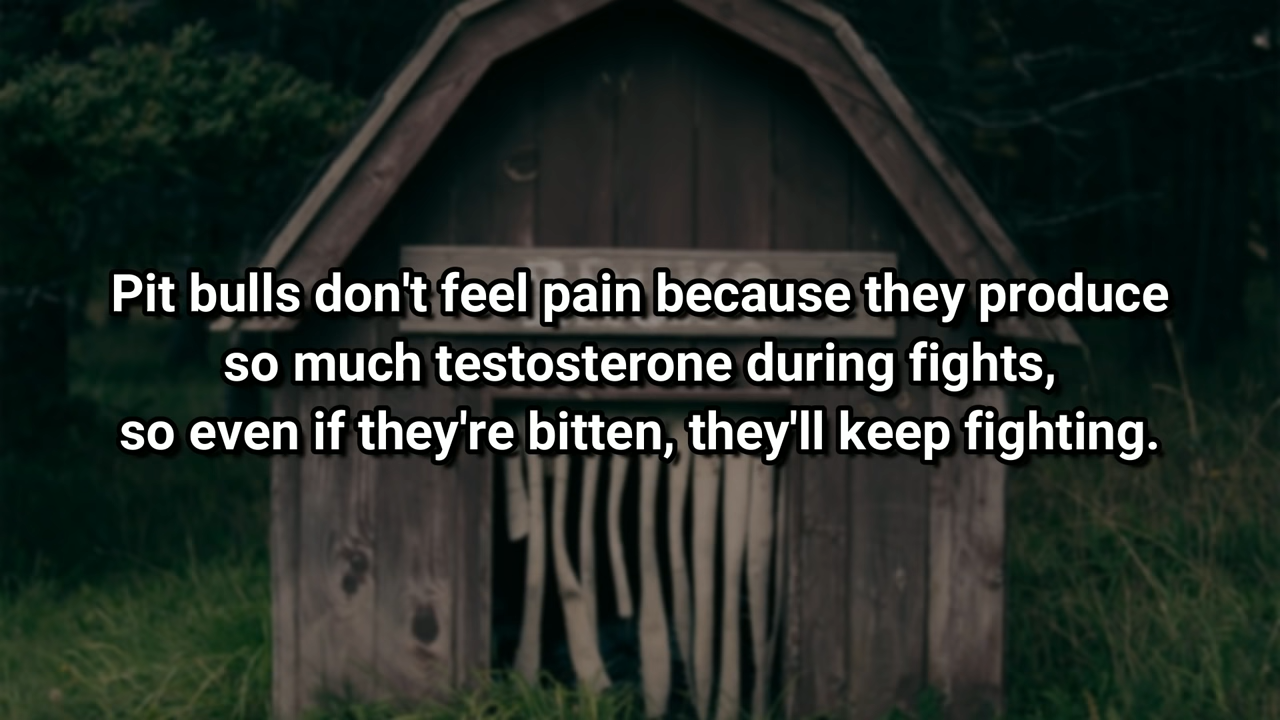 Pit bulls don't feel pain because they produce
so much testosterone during fights,
so even if they're bitten, they'll keep fighting.